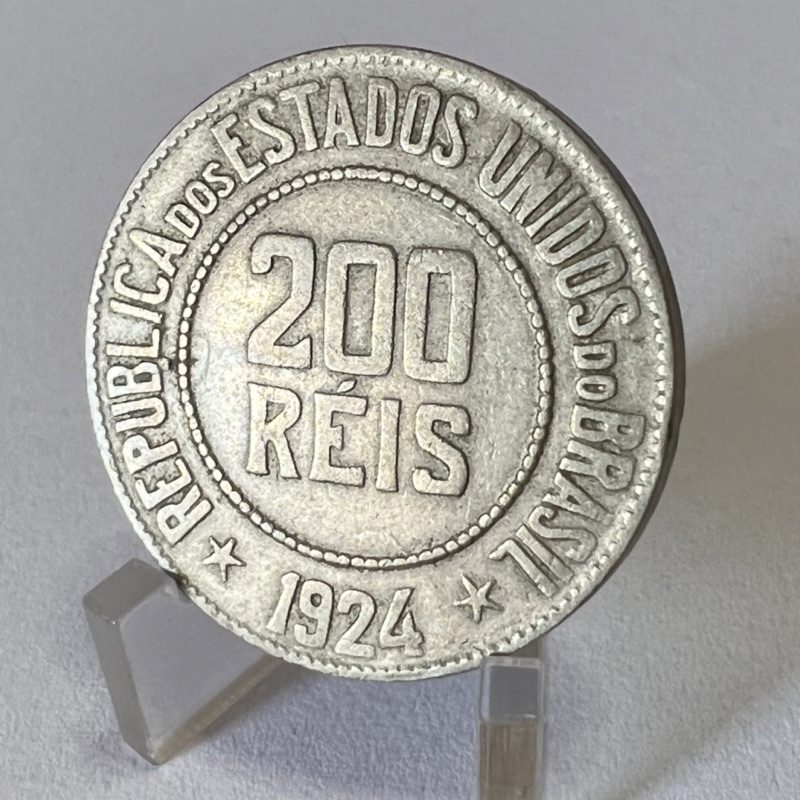 REPUBLICA DOS ESTADOS UNIDOS DO BRASIL
200
RÉIS
1924